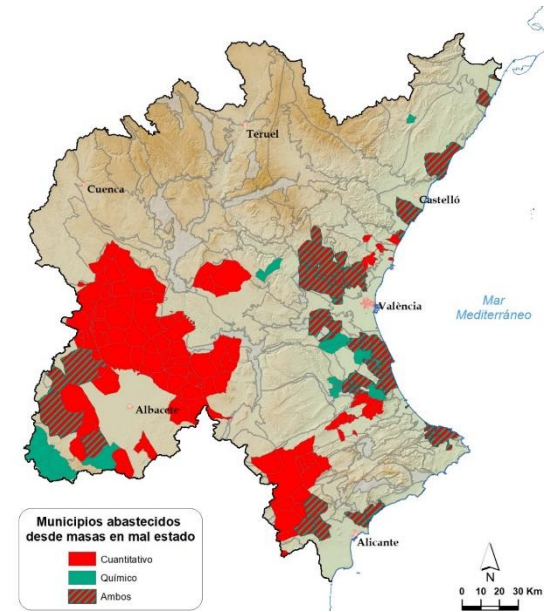 Teruel
Cuenca
Castelló
València
Mar
Mediterráneo
Albacete
Alicante
Municipios abastecidos
desde masas en mal estado
Cuantitativo
Químico
Ambos
N
0 10 20 30 Km